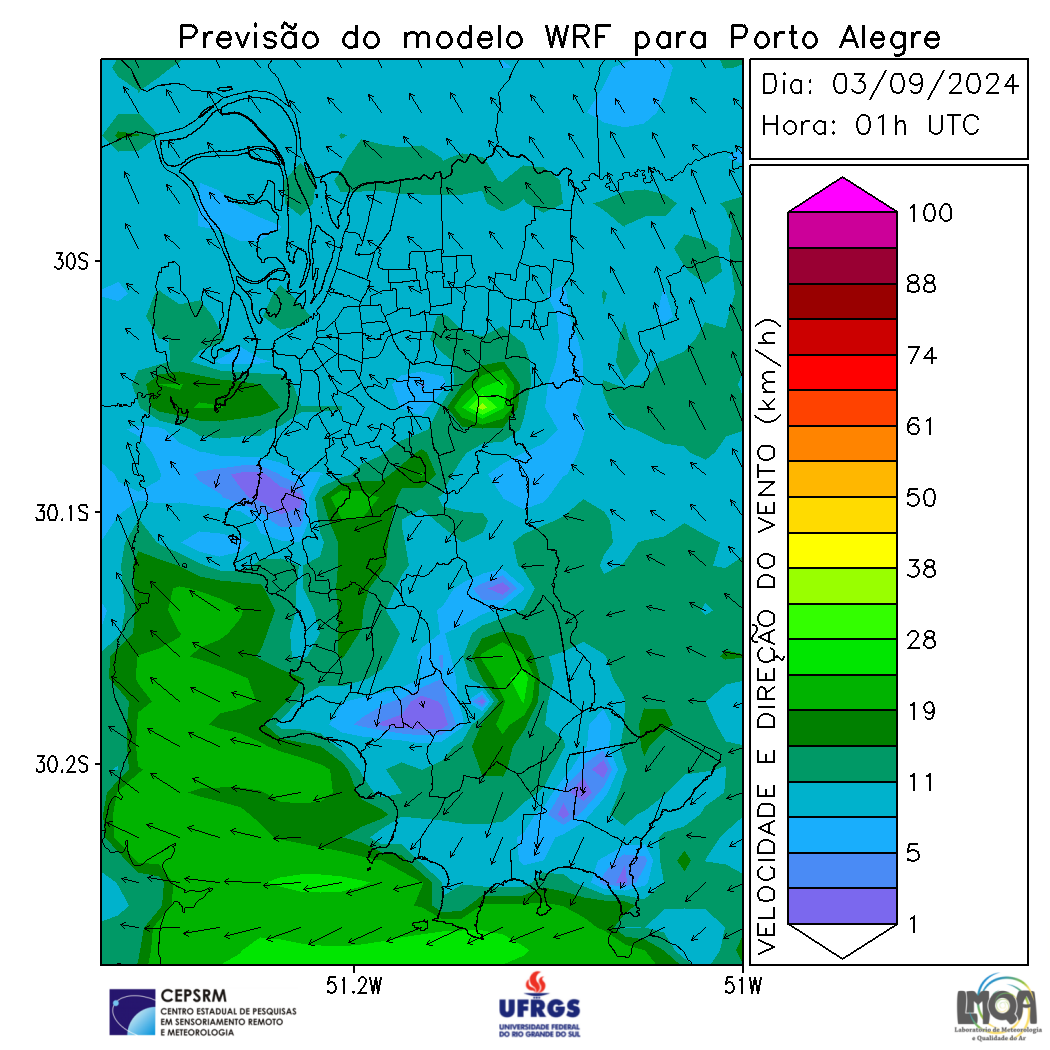 Previsão do modelo WRF para Porto Alegre
Dia: 03/09/2024
Hora: 01h UTC
30S
30.1S
30.2S
51.2W
51W
VELOCIDADE E DIREÇÃO DO VENTO (km/h)
100
88
74
61
50
38
28
19
11
5
1
CEPSRM
CENTRO ESTADUAL DE PESQUISAS
EM SENSORIAMENTO REMOTO
E METEOROLOGIA
UFRGS
UNIVERSIDADE FEDERAL
DO RIO GRANDE DO SUL
LMQA
Laboratório de Meteorologia
e Qualidade do Ar